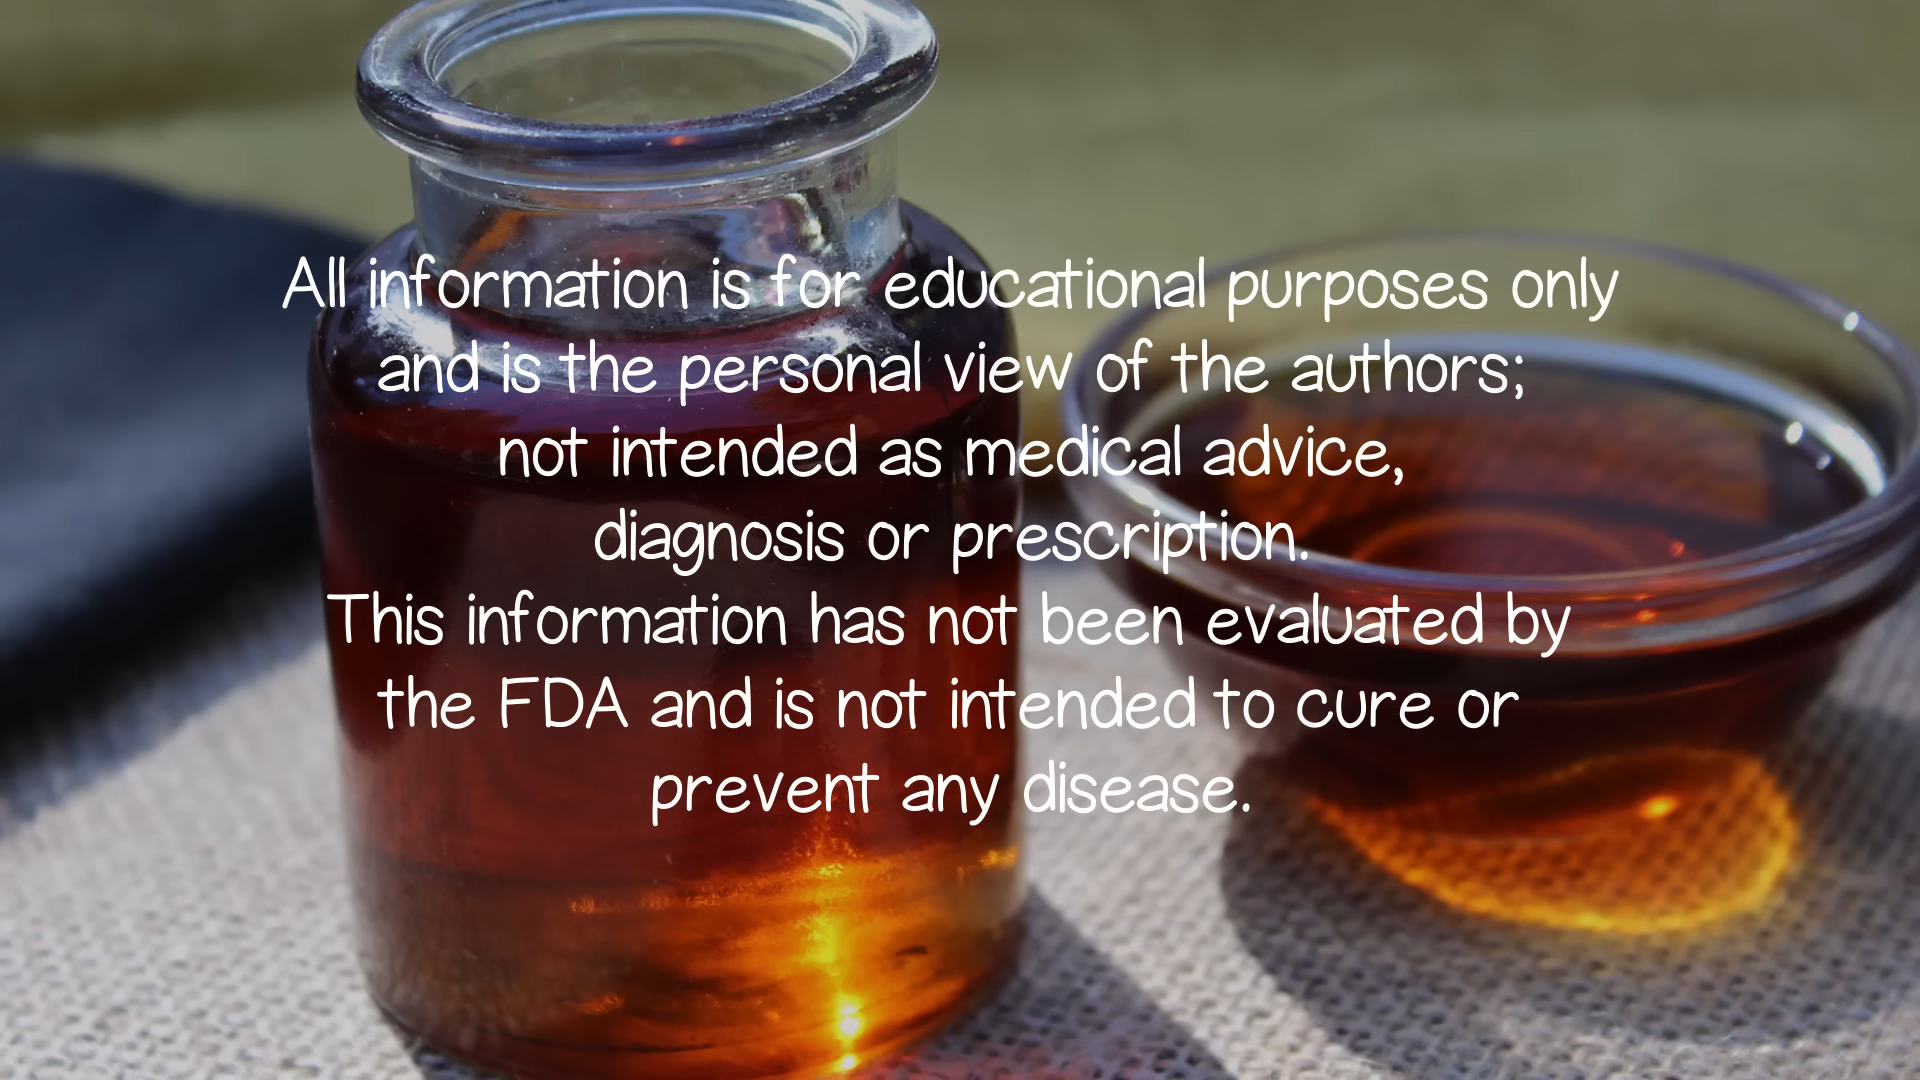 All information is for educational purposes only
and is the personal view of the authors;
not intended as medical advice,
diagnosis or prescription.
This information has not been evaluated by
the FDA and is not intended to cure or
prevent any disease.